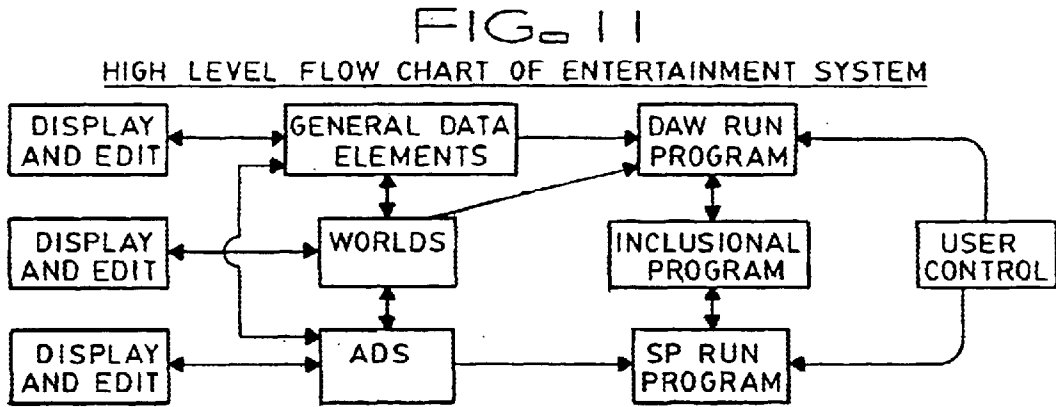 FIG. 11
HIGH LEVEL FLOW CHART OF ENTERTAINMENT SYSTEM
DISPLAY
AND EDIT
GENERAL DATA
ELEMENTS
DAW RUN
PROGRAM
DISPLAY
AND EDIT
WORLDS
INCLUSIONAL
PROGRAM
USER
CONTROL
DISPLAY
AND EDIT
ADS
SP RUN
PROGRAM